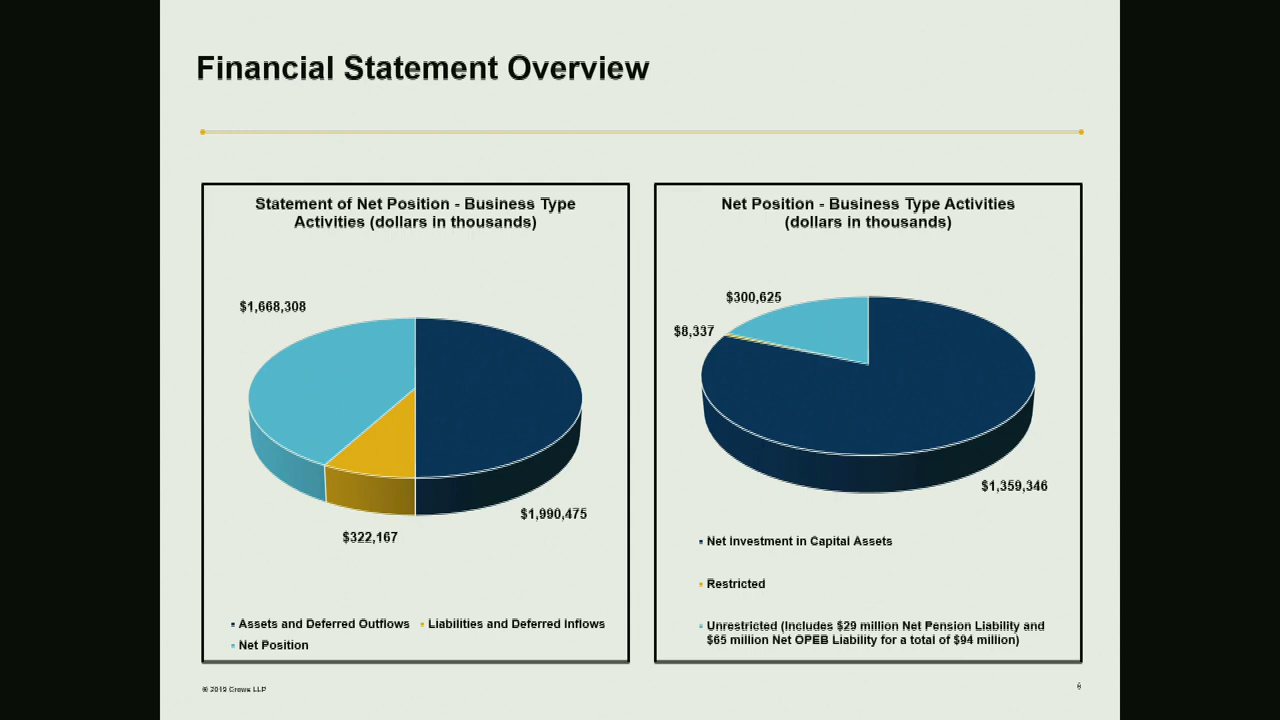 Financial Statement Overview
Statement of Net Position - Business Type
Activities (dollars in thousands)
$1,668,308
$1,990,475
$322,167
Assets and Deferred Outflows
Liabilities and Deferred Inflows
Net Position
Net Position - Business Type Activities
(dollars in thousands)
$300,625
$8,337
$1,359,346
Net Investment in Capital Assets
Restricted
Unrestricted (Includes $29 million Net Pension Liability and
$65 million Net OPEB Liability for a total of $94 million)
© 2019 Crowe LLP
6